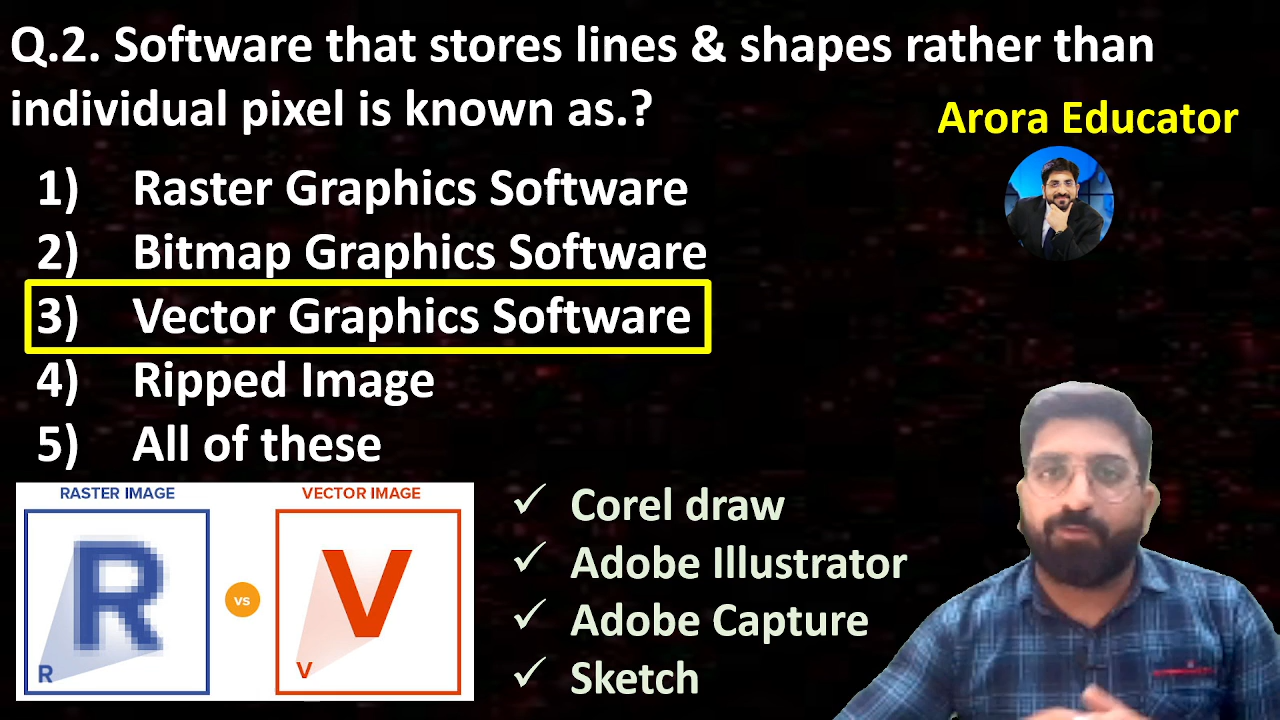 Q.2. Software that stores lines & shapes rather than
individual pixel is known as.?
Arora Educator
1) Raster Graphics Software
2) Bitmap Graphics Software
3) Vector Graphics Software
4) Ripped Image
5) All of these
RASTER IMAGE
VECTOR IMAGE
R
R
vs
V
V
✓ Corel draw
✓ Adobe Illustrator
✓ Adobe Capture
✓ Sketch